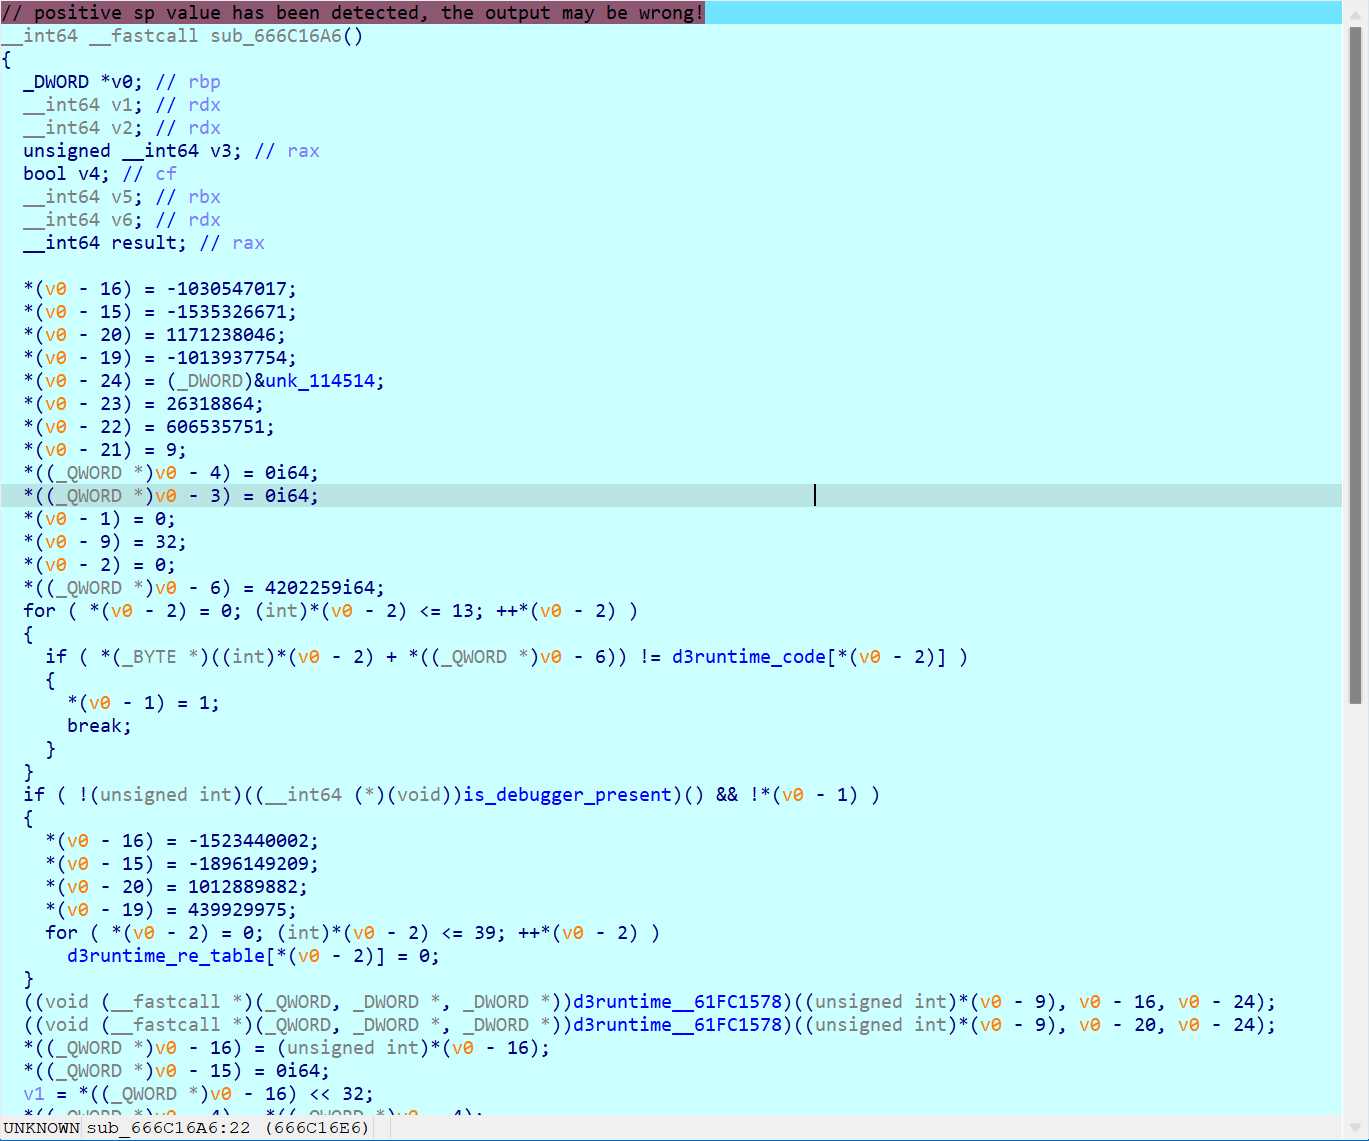 // positive sp value has been detected, the output may be wrong!
__int64 __fastcall sub_666C16A6()
{
  _DWORD *v0; // rbp
  __int64 v1; // rdx
  __int64 v2; // rdx
  unsigned __int64 v3; // rax
  bool v4; // cf
  __int64 v5; // rbx
  __int64 v6; // rdx
  __int64 result; // rax

  *(v0 - 16) = -1030547017;
  *(v0 - 15) = -1535326671;
  *(v0 - 20) = 1171238046;
  *(v0 - 19) = -1013937754;
  *(v0 - 24) = (_DWORD)&unk_114514;
  *(v0 - 23) = 26318864;
  *(v0 - 22) = 606535751;
  *(v0 - 21) = 9;
  *((_QWORD *)v0 - 4) = 0i64;
  *((_QWORD *)v0 - 3) = 0i64;
  *(v0 - 1) = 0;
  *(v0 - 9) = 32;
  *(v0 - 2) = 0;
  *((_QWORD *)v0 - 6) = 4202259i64;
  for ( *(v0 - 2) = 0; (int)*(v0 - 2) <= 13; ++*(v0 - 2) )
  {
    if ( *(_BYTE *)((int)*(v0 - 2) + *((_QWORD *)v0 - 6)) != d3runtime_code[*(v0 - 2)] )
    {
      *(v0 - 1) = 1;
      break;
    }
  }
  if ( !(unsigned int)((__int64 (*)(void))is_debugger_present)() && !*(v0 - 1) )
  {
    *(v0 - 16) = -1523440002;
    *(v0 - 15) = -1896149209;
    *(v0 - 20) = 1012889882;
    *(v0 - 19) = 439929975;
    for ( *(v0 - 2) = 0; (int)*(v0 - 2) <= 39; ++*(v0 - 2) )
      d3runtime_re_table[*(v0 - 2)] = 0;
  }
  ((void (__fastcall *)(_QWORD, _DWORD *, _DWORD *))d3runtime__61FC1578)((unsigned int)*(v0 - 9), v0 - 16, v0 - 24);
  ((void (__fastcall *)(_QWORD, _DWORD *, _DWORD *))d3runtime__61FC1578)((unsigned int)*(v0 - 9), v0 - 20, v0 - 24);
  *((_QWORD *)v0 - 16) = (unsigned int)*(v0 - 16);
  *((_QWORD *)v0 - 15) = 0i64;
  v1 = *((_QWORD *)v0 - 16) << 32;
UNKNOWN sub_666C16A6:22 (666C16E6)